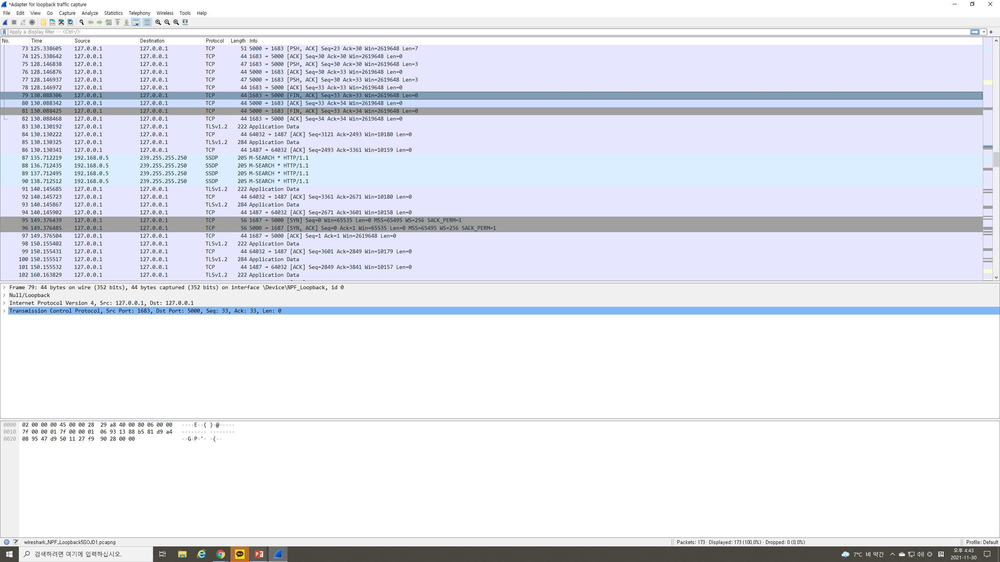 *Adapter for loopback traffic capture
File Edit View Go Capture Analyze Statistics Telephony Wireless Tools Help
Apply a display filter ··· <Ctrl-/>
No. Time Source Destination Protocol Length Info
73 125.338605 127.0.0.1 127.0.0.1 TCP 51 5000 → 1683 [PSH, ACK] Seq=23 Ack=30 Win=2619648 Len=7
74 125.338642 127.0.0.1 127.0.0.1 TCP 44 1683 → 5000 [ACK] Seq=30 Ack=30 Win=2619648 Len=0
75 128.146838 127.0.0.1 127.0.0.1 TCP 47 1683 → 5000 [PSH, ACK] Seq=30 Ack=30 Win=2619648 Len=3
76 128.146876 127.0.0.1 127.0.0.1 TCP 44 5000 → 1683 [ACK] Seq=30 Ack=33 Win=2619648 Len=0
77 128.146937 127.0.0.1 127.0.0.1 TCP 47 5000 → 1683 [PSH, ACK] Seq=30 Ack=33 Win=2619648 Len=3
78 128.146972 127.0.0.1 127.0.0.1 TCP 44 1683 → 5000 [ACK] Seq=33 Ack=33 Win=2619648 Len=0
79 130.088306 127.0.0.1 127.0.0.1 TCP 44 1683 → 5000 [FIN, ACK] Seq=33 Ack=33 Win=2619648 Len=0
80 130.088342 127.0.0.1 127.0.0.1 TCP 44 5000 → 1683 [ACK] Seq=33 Ack=34 Win=2619648 Len=0
81 130.088425 127.0.0.1 127.0.0.1 TCP 44 5000 → 1683 [FIN, ACK] Seq=33 Ack=34 Win=2619648 Len=0
82 130.088468 127.0.0.1 127.0.0.1 TCP 44 1683 → 5000 [ACK] Seq=34 Ack=34 Win=2619648 Len=0
83 130.130192 127.0.0.1 127.0.0.1 TLSv1.2 222 Application Data
84 130.130222 127.0.0.1 127.0.0.1 TCP 44 64032 → 1487 [ACK] Seq=3121 Ack=2493 Win=10180 Len=0
85 130.130325 127.0.0.1 127.0.0.1 TLSv1.2 284 Application Data
86 130.130341 127.0.0.1 127.0.0.1 TCP 44 1487 → 64032 [ACK] Seq=2493 Ack=3361 Win=10159 Len=0
87 135.712219 192.168.0.5 239.255.255.250 SSDP 205 M-SEARCH * HTTP/1.1
88 136.712435 192.168.0.5 239.255.255.250 SSDP 205 M-SEARCH * HTTP/1.1
89 137.712495 192.168.0.5 239.255.255.250 SSDP 205 M-SEARCH * HTTP/1.1
90 138.712512 192.168.0.5 239.255.255.250 SSDP 205 M-SEARCH * HTTP/1.1
91 140.145685 127.0.0.1 127.0.0.1 TLSv1.2 222 Application Data
92 140.145723 127.0.0.1 127.0.0.1 TCP 44 64032 → 1487 [ACK] Seq=3361 Ack=2671 Win=10180 Len=0
93 140.145867 127.0.0.1 127.0.0.1 TLSv1.2 284 Application Data
94 140.145902 127.0.0.1 127.0.0.1 TCP 44 1487 → 64032 [ACK] Seq=2671 Ack=3601 Win=10158 Len=0
95 149.376439 127.0.0.1 127.0.0.1 TCP 56 1687 → 5000 [SYN] Seq=0 Win=65535 Len=0 MSS=65495 WS=256 SACK_PERM=1
96 149.376485 127.0.0.1 127.0.0.1 TCP 56 5000 → 1687 [SYN, ACK] Seq=0 Ack=1 Win=65535 Len=0 MSS=65495 WS=256 SACK_PERM=1
97 149.376504 127.0.0.1 127.0.0.1 TCP 44 1687 → 5000 [ACK] Seq=1 Ack=1 Win=2619648 Len=0
98 150.155402 127.0.0.1 127.0.0.1 TLSv1.2 222 Application Data
99 150.155431 127.0.0.1 127.0.0.1 TCP 44 64032 → 1487 [ACK] Seq=3601 Ack=2849 Win=10179 Len=0
100 150.155517 127.0.0.1 127.0.0.1 TLSv1.2 284 Application Data
101 150.155532 127.0.0.1 127.0.0.1 TCP 44 1487 → 64032 [ACK] Seq=2849 Ack=3841 Win=10157 Len=0
102 160.163829 127.0.0.1 127.0.0.1 TLSv1.2 222 Application Data
Frame 79: 44 bytes on wire (352 bits), 44 bytes captured (352 bits) on interface \Device\NPF_Loopback, id 0
Null/Loopback
Internet Protocol Version 4, Src: 127.0.0.1, Dst: 127.0.0.1
Transmission Control Protocol, Src Port: 1683, Dst Port: 5000, Seq: 33, Ack: 33, Len: 0
0000 02 00 00 00 45 00 00 28 29 a8 40 00 80 06 00 00 ····E··( )·@·····
0010 7f 00 00 01 7f 00 00 01 06 93 13 88 b5 81 d9 a4 ········ ········
0020 08 95 47 d9 50 11 27 f9 90 28 00 00 ··G·P·'· ·(··
wireshark_NPF_Loopback5SOJD1.pcapng Packets: 173 · Displayed: 173 (100.0%) · Dropped: 0 (0.0%) Profile: Default
검색하려면 여기에 입력하십시오.
TALK
7°C 비 약간
한
오후 4:43
2021-11-30